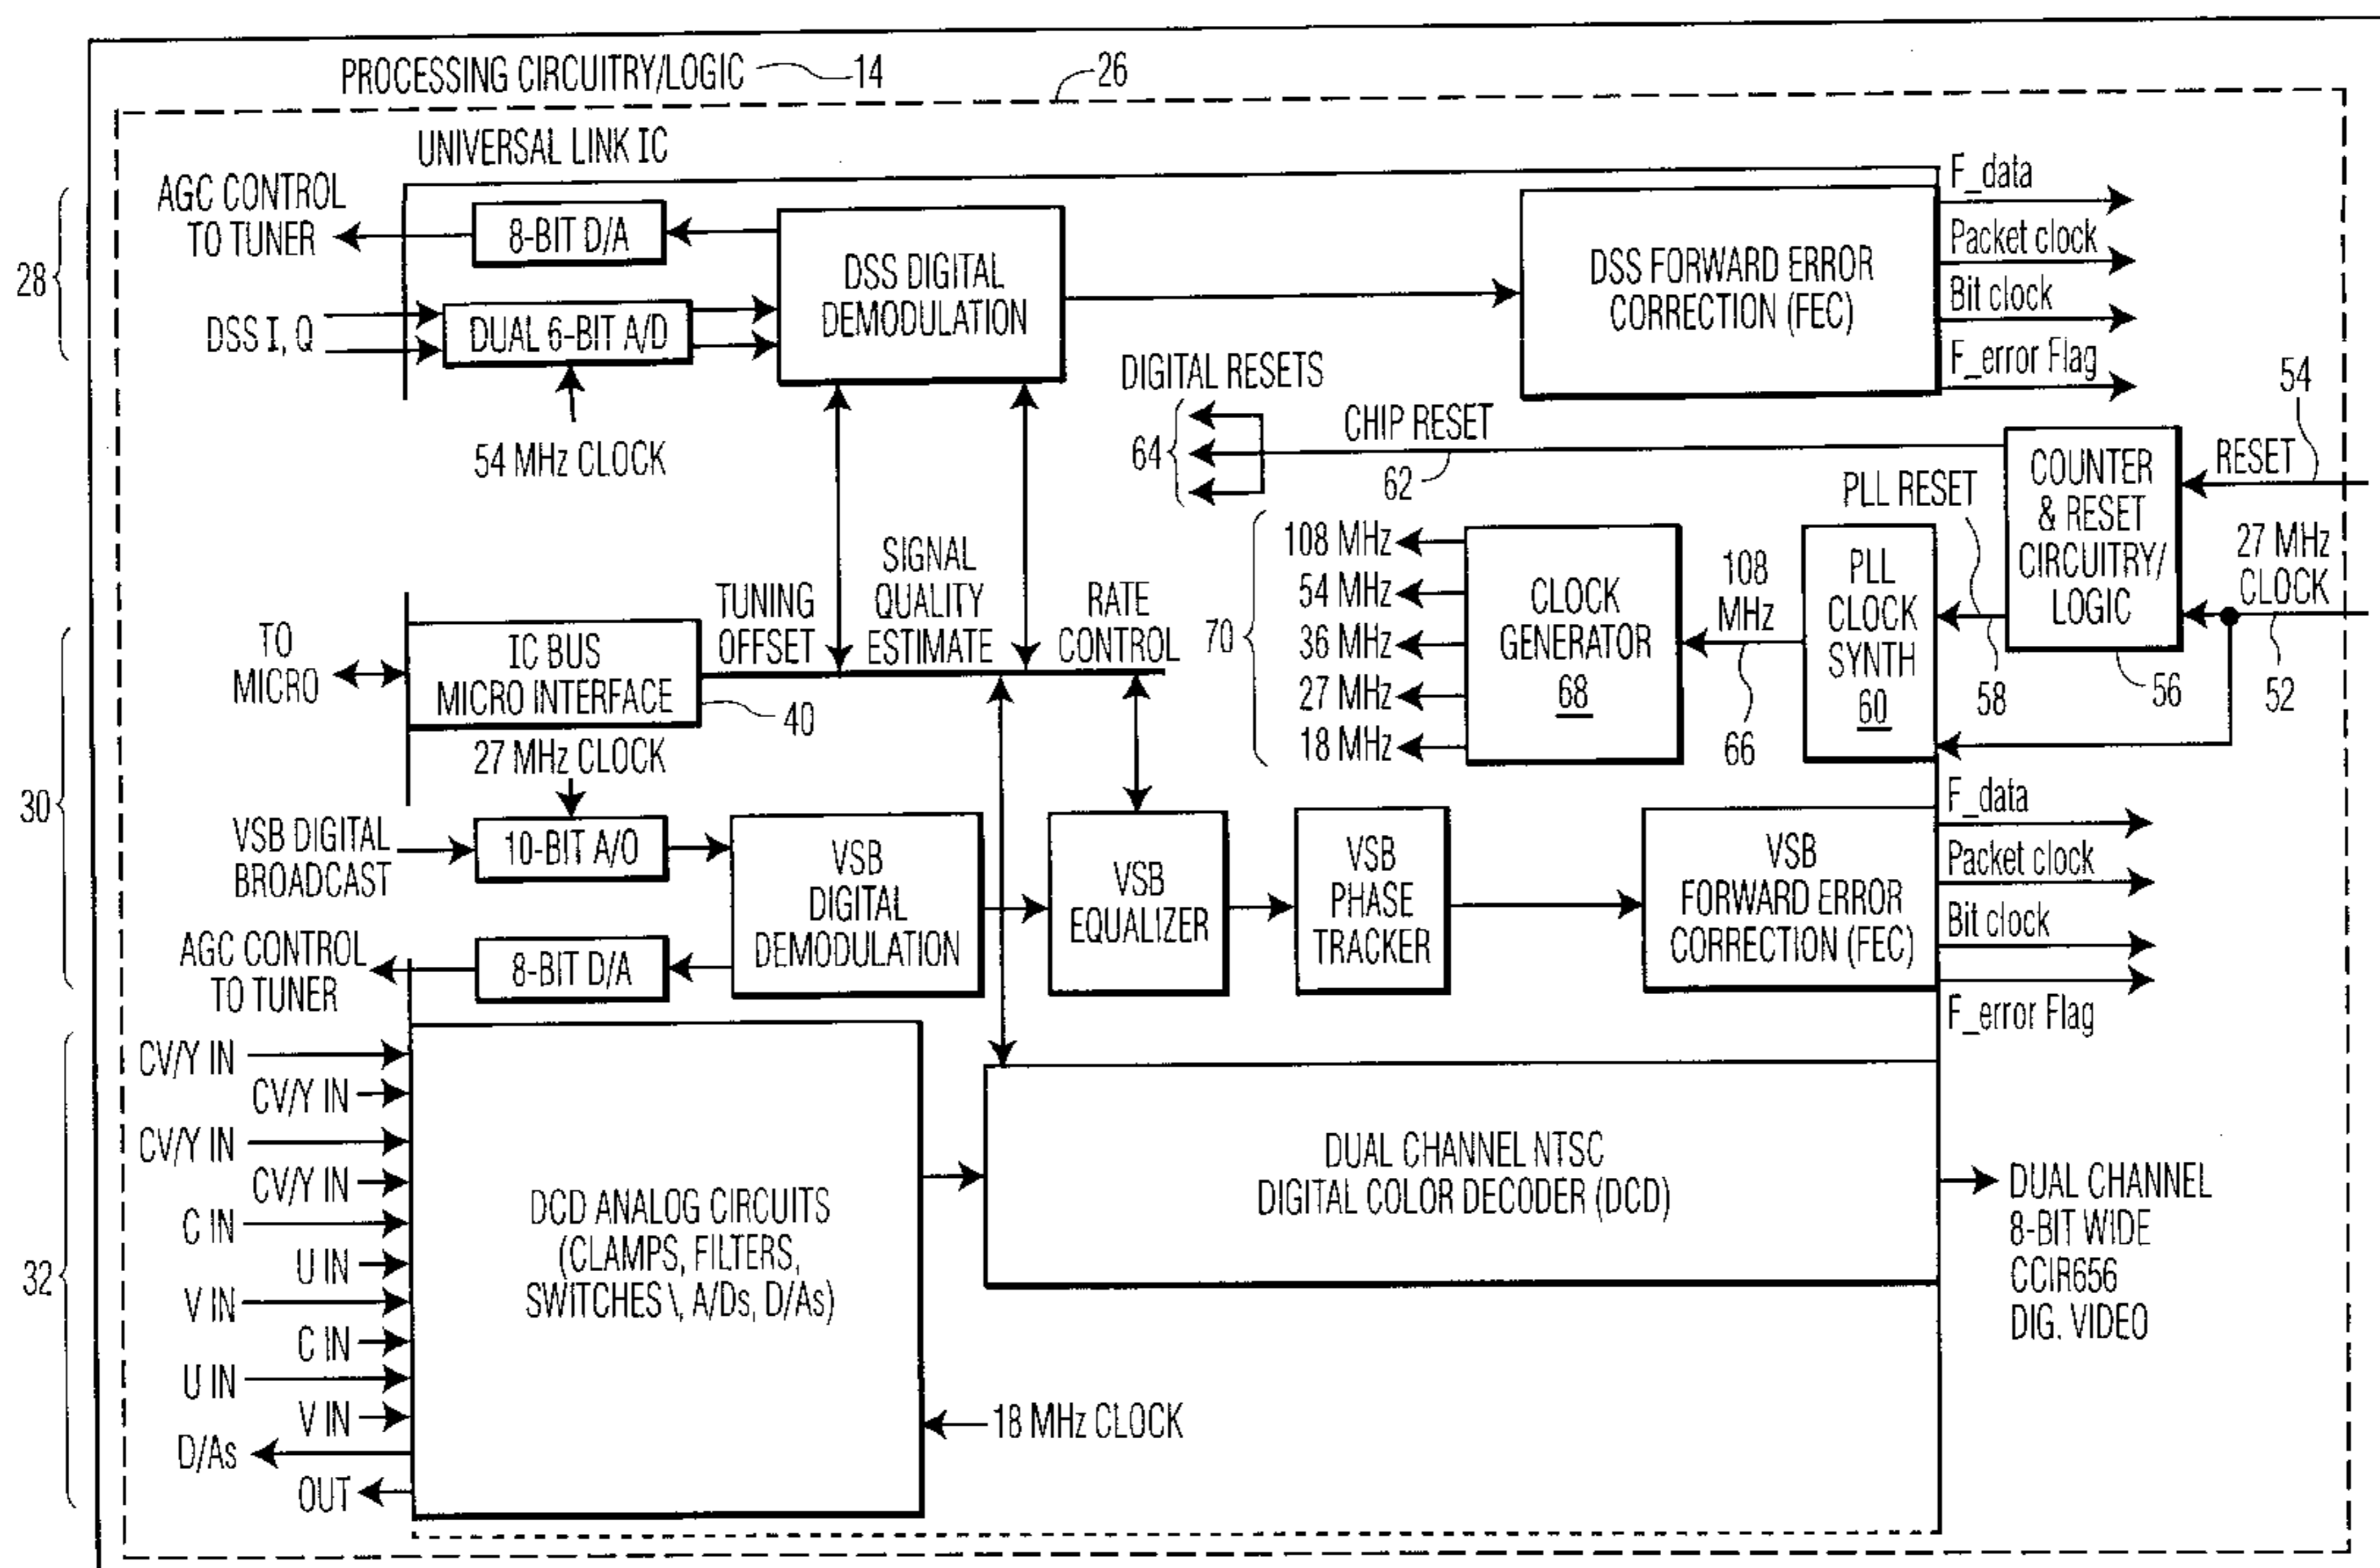 PROCESSING CIRCUITRY/LOGIC 14
26
UNIVERSAL LINK IC
28
AGC CONTROL
TO TUNER
8-BIT D/A
DSS I, Q
DUAL 6-BIT A/D
54 MHz CLOCK
DSS DIGITAL
DEMODULATION
DSS FORWARD ERROR
CORRECTION (FEC)
F_data
Packet clock
Bit clock
F_error Flag
DIGITAL RESETS
64
CHIP RESET
62
PLL RESET
COUNTER
& RESET
CIRCUITRY/
LOGIC
RESET
54
27 MHz
CLOCK
52
56
58
PLL
CLOCK
SYNTH
60
108
MHz
66
CLOCK
GENERATOR
68
70
108 MHz
54 MHz
36 MHz
27 MHz
18 MHz
30
TO
MICRO
IC BUS
MICRO INTERFACE
40
TUNING
OFFSET
SIGNAL
QUALITY
ESTIMATE
RATE
CONTROL
27 MHz CLOCK
VSB DIGITAL
BROADCAST
10-BIT A/O
AGC CONTROL
TO TUNER
8-BIT D/A
VSB
DIGITAL
DEMODULATION
VSB
EQUALIZER
VSB
PHASE
TRACKER
VSB
FORWARD ERROR
CORRECTION (FEC)
F_data
Packet clock
Bit clock
F_error Flag
32
CV/Y IN
CV/Y IN
CV/Y IN
CV/Y IN
C IN
U IN
V IN
C IN
U IN
V IN
D/As
OUT
DCD ANALOG CIRCUITS
(CLAMPS, FILTERS,
SWITCHES \, A/Ds, D/As)
18 MHz CLOCK
DUAL CHANNEL NTSC
DIGITAL COLOR DECODER (DCD)
DUAL CHANNEL
8-BIT WIDE
CCIR656
DIG. VIDEO